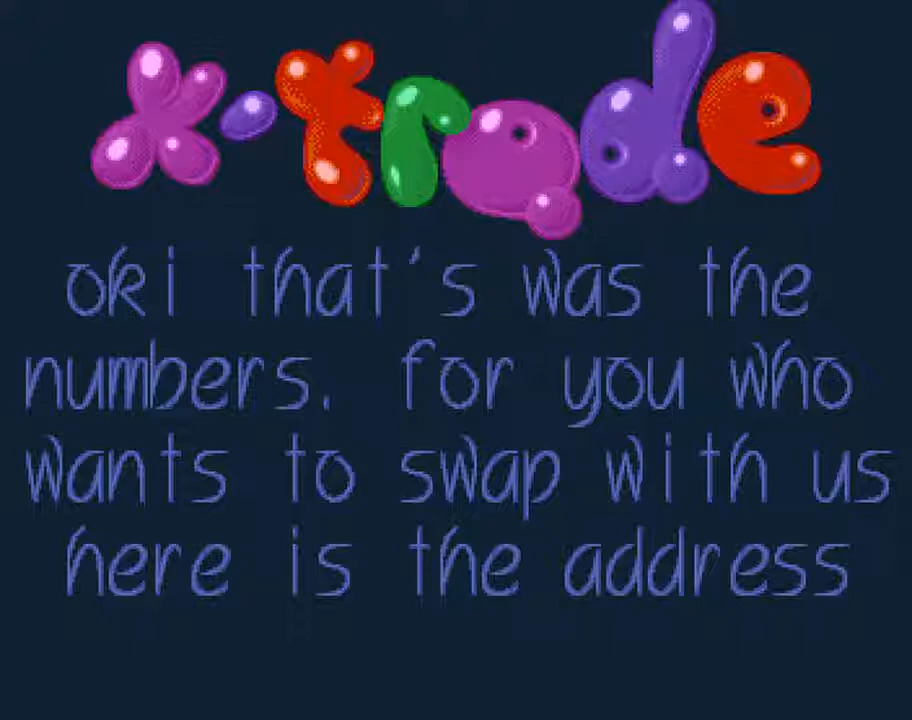 x-trade
oki that's was the
numbers. for you who
wants to swap with us
here is the address